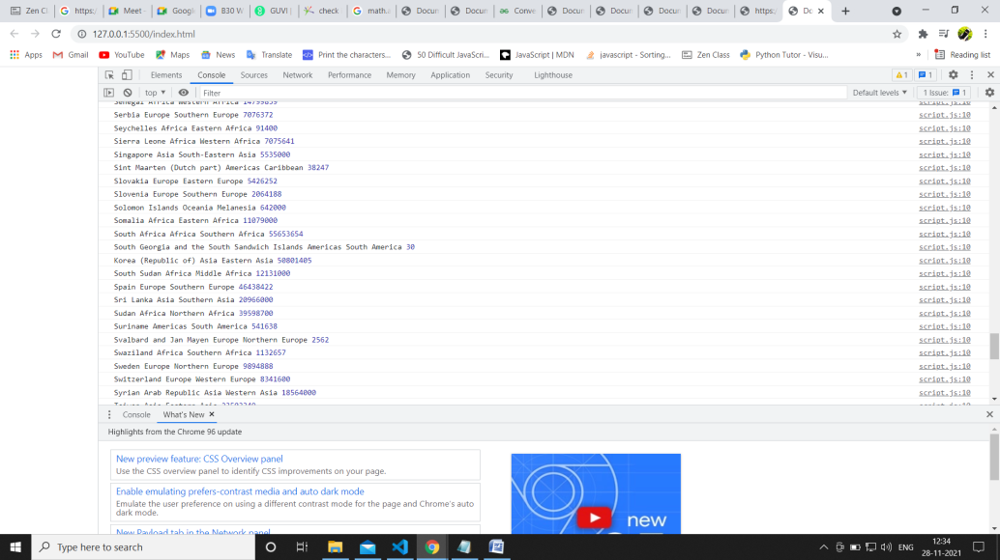 Zen Cl https:/ Meet - Googl B30 W GUVI | check math. Docum Docum Conve Docum Docum Docum Docum https:/ Do
127.0.0.1:5500/index.html
Apps Gmail YouTube Maps News Translate Print the characters... 50 Difficult JavaScri... JavaScript | MDN javascript - Sorting... Zen Class Python Tutor - Visu... » Reading list
Elements Console Sources Network Performance Memory Application Security Lighthouse 1 1
top Filter Default levels 1 Issue: 1
Senegal Africa Western Africa 14799859 script.js:10
Serbia Europe Southern Europe 7076372 script.js:10
Seychelles Africa Eastern Africa 91400 script.js:10
Sierra Leone Africa Western Africa 7075641 script.js:10
Singapore Asia South-Eastern Asia 5535000 script.js:10
Sint Maarten (Dutch part) Americas Caribbean 38247 script.js:10
Slovakia Europe Eastern Europe 5426252 script.js:10
Slovenia Europe Southern Europe 2064188 script.js:10
Solomon Islands Oceania Melanesia 642000 script.js:10
Somalia Africa Eastern Africa 11079000 script.js:10
South Africa Africa Southern Africa 55653654 script.js:10
South Georgia and the South Sandwich Islands Americas South America 30 script.js:10
Korea (Republic of) Asia Eastern Asia 50801405 script.js:10
South Sudan Africa Middle Africa 12131000 script.js:10
Spain Europe Southern Europe 46438422 script.js:10
Sri Lanka Asia Southern Asia 20966000 script.js:10
Sudan Africa Northern Africa 39598700 script.js:10
Suriname Americas South America 541638 script.js:10
Svalbard and Jan Mayen Europe Northern Europe 2562 script.js:10
Swaziland Africa Southern Africa 1132657 script.js:10
Sweden Europe Northern Europe 9894888 script.js:10
Switzerland Europe Western Europe 8341600 script.js:10
Syrian Arab Republic Asia Western Asia 18564000 script.js:10
Console What's New
Highlights from the Chrome 96 update
New preview feature: CSS Overview panel
Use the CSS overview panel to identify CSS improvements on your page.
Enable emulating prefers-contrast media and auto dark mode
Emulate the user preference on using a different contrast mode for the page and Chrome's auto
dark mode.
New Payload tab in the Network panel
new
Type here to search
ENG
12:34
28-11-2021